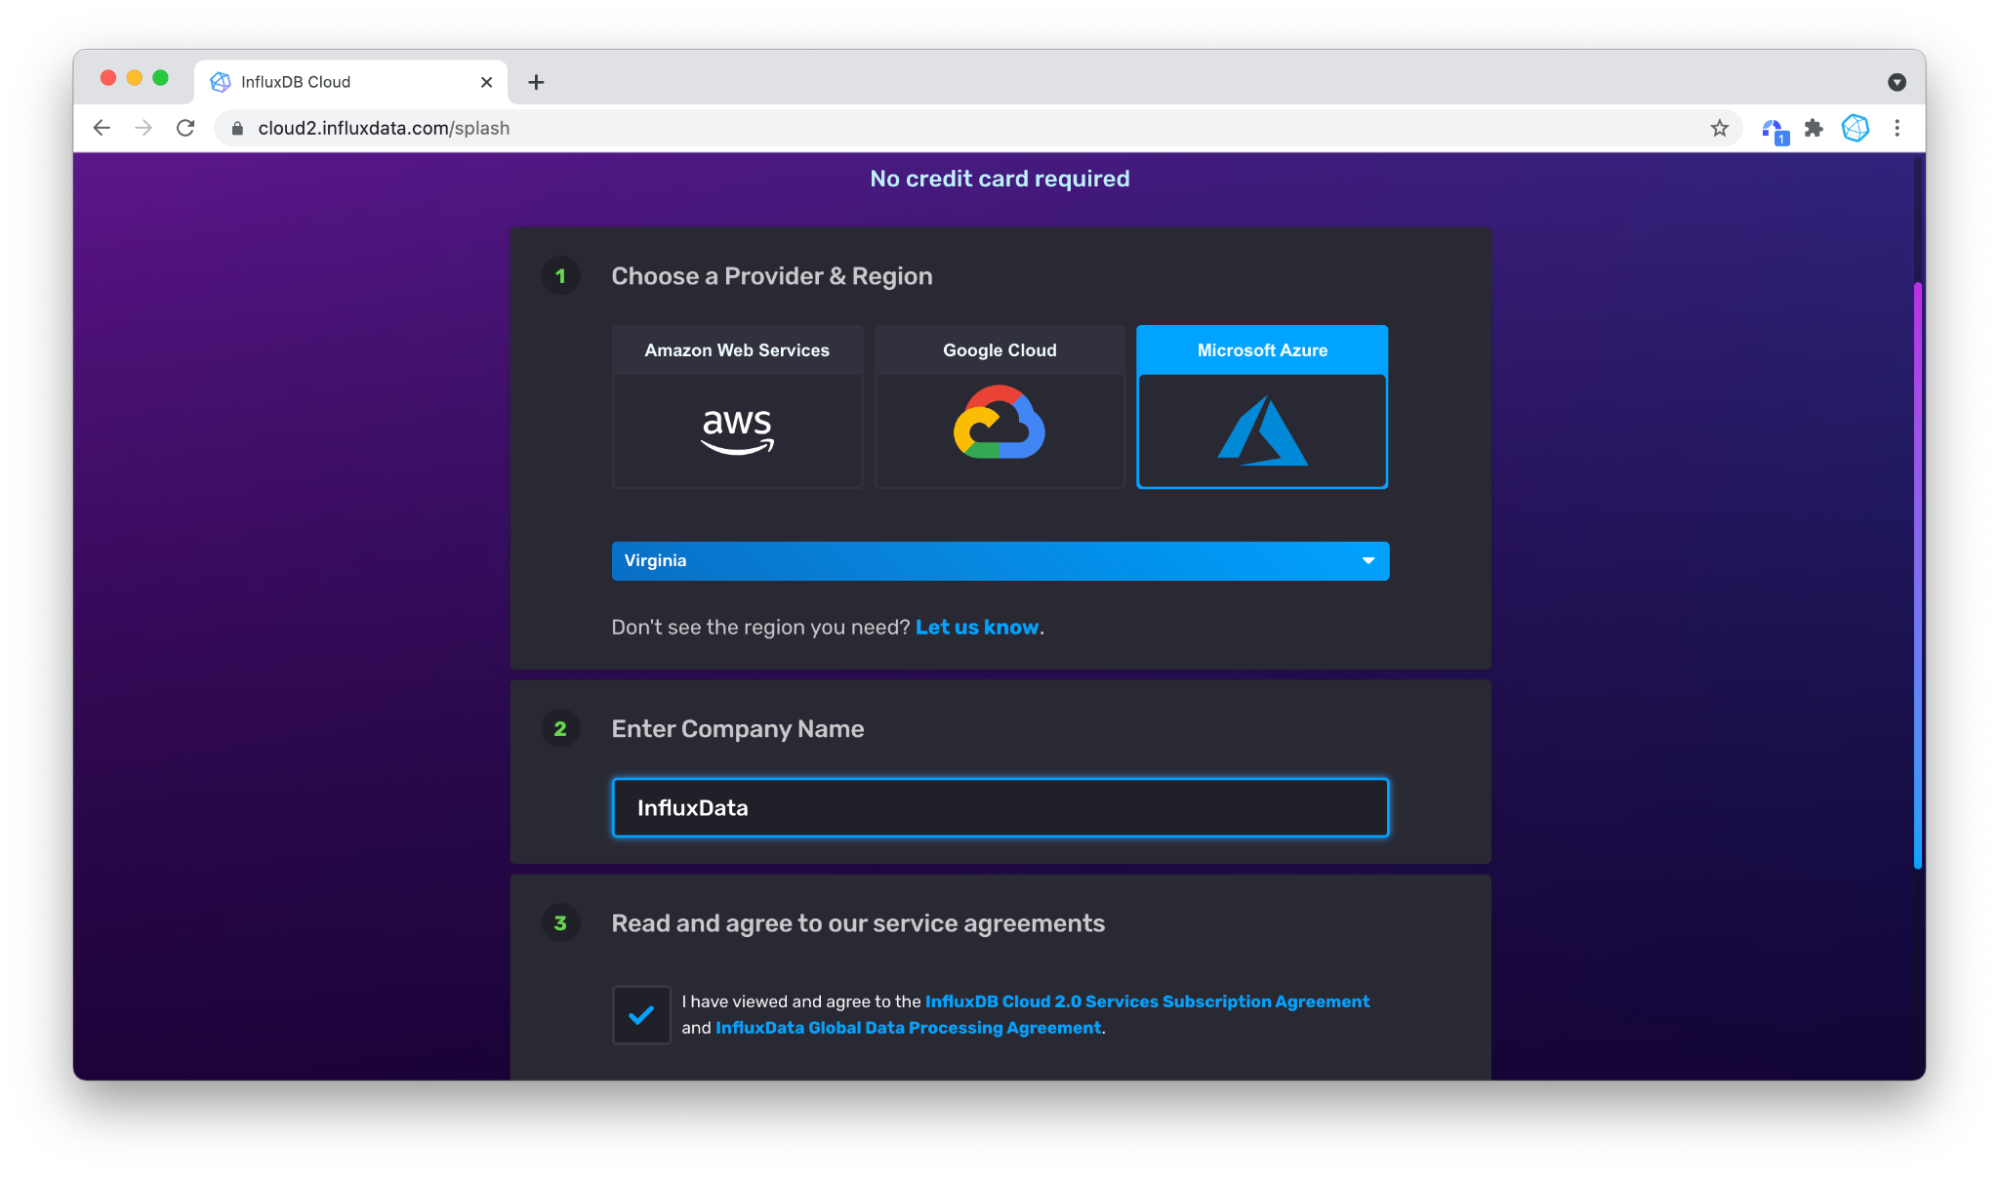 InfluxDB Cloud
cloud2.influxdata.com/splash
1
No credit card required
1
Choose a Provider & Region
Amazon Web Services
Google Cloud
Microsoft Azure
aws
Virginia
Don't see the region you need? Let us know.
2
Enter Company Name
InfluxData
3
Read and agree to our service agreements
I have viewed and agree to the InfluxDB Cloud 2.0 Services Subscription Agreement
and InfluxData Global Data Processing Agreement.